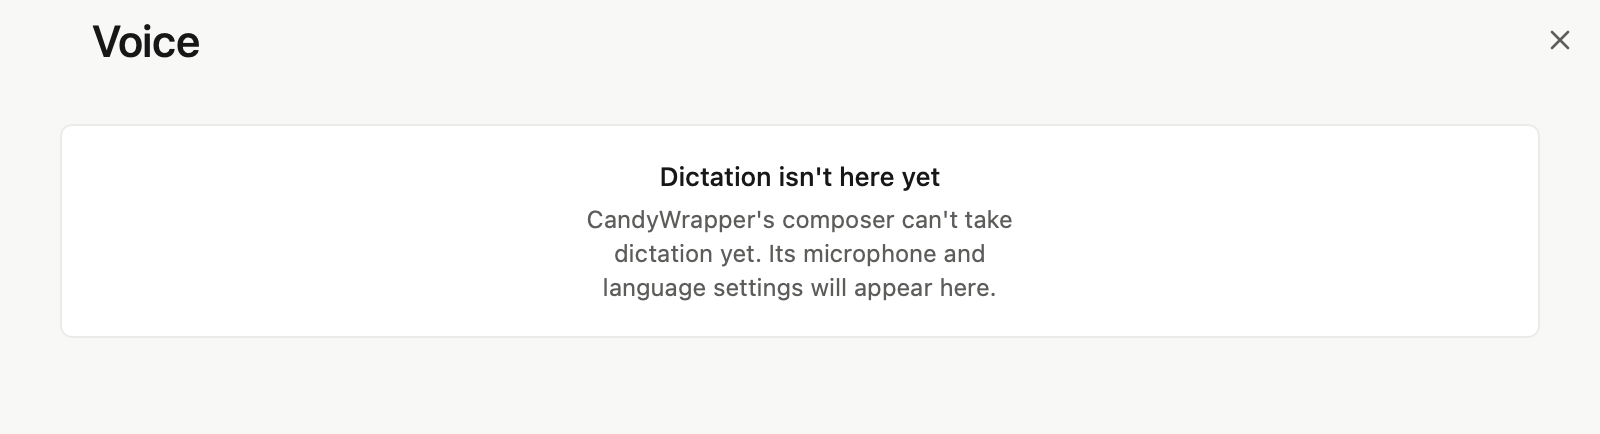 Voice
Dictation isn't here yet
CandyWrapper's composer can't take
dictation yet. Its microphone and
language settings will appear here.